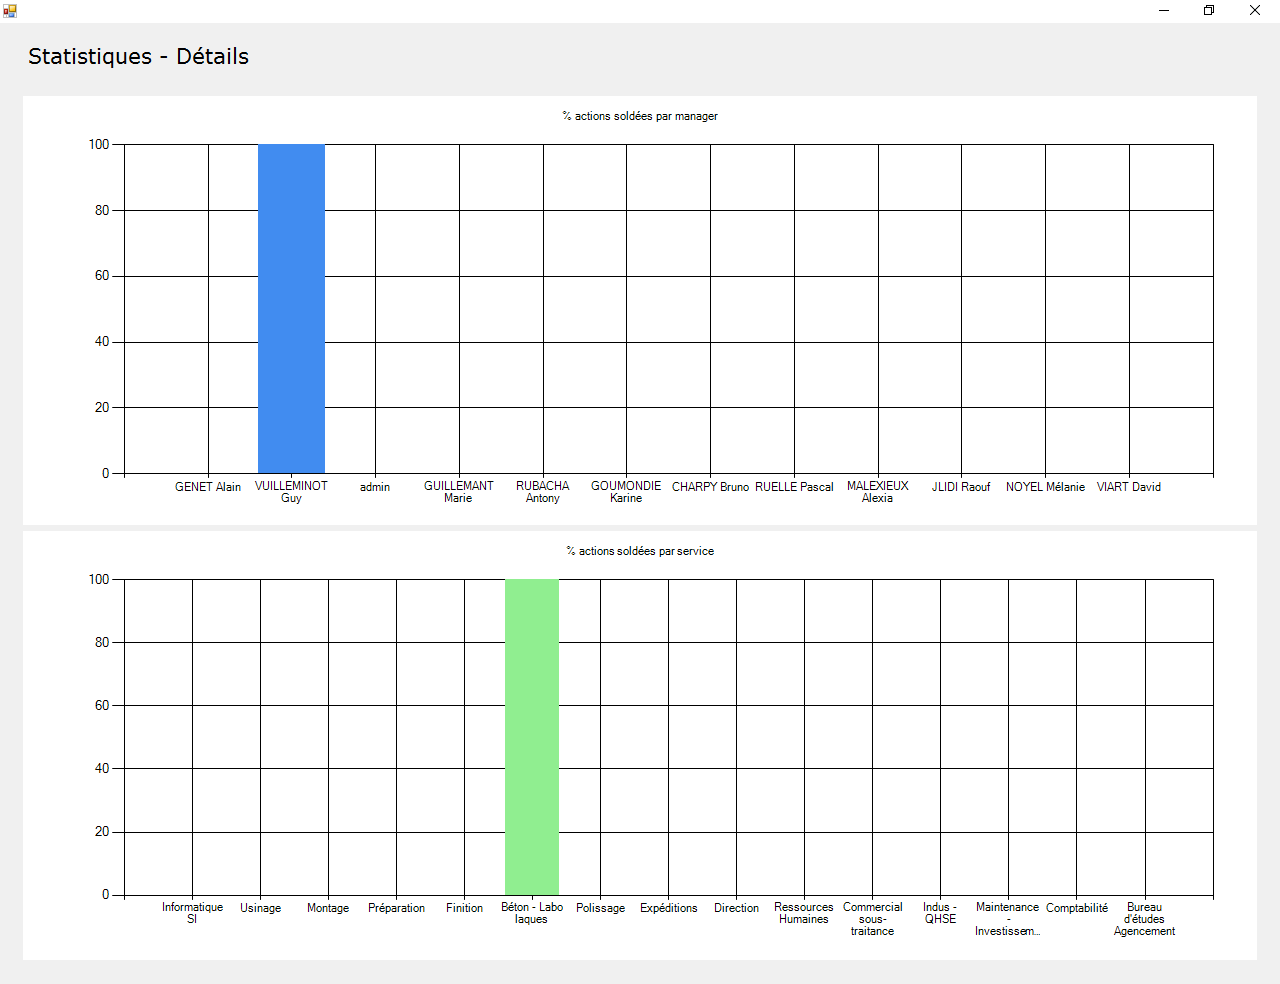 Statistiques - Détails
% actions soldées par manager
100
80
60
40
20
0
GENET Alain
VUILLEMINOT
Guy
admin
GUILLEMANT
Marie
RUBACHA
Antony
GOUMONDIE
Karine
CHARPY Bruno
RUELLE Pascal
MALEXIEUX
Alexia
JLIDI Raouf
NOYEL Mélanie
VIART David
% actions soldées par service
100
80
60
40
20
0
Informatique
SI
Usinage
Montage
Préparation
Finition
Béton - Labo
laques
Polissage
Expéditions
Direction
Ressources
Humaines
Commercial
sous-
traitance
Indus -
QHSE
Maintenance
-
Investissem...
Comptabilité
Bureau
d'études
Agencement